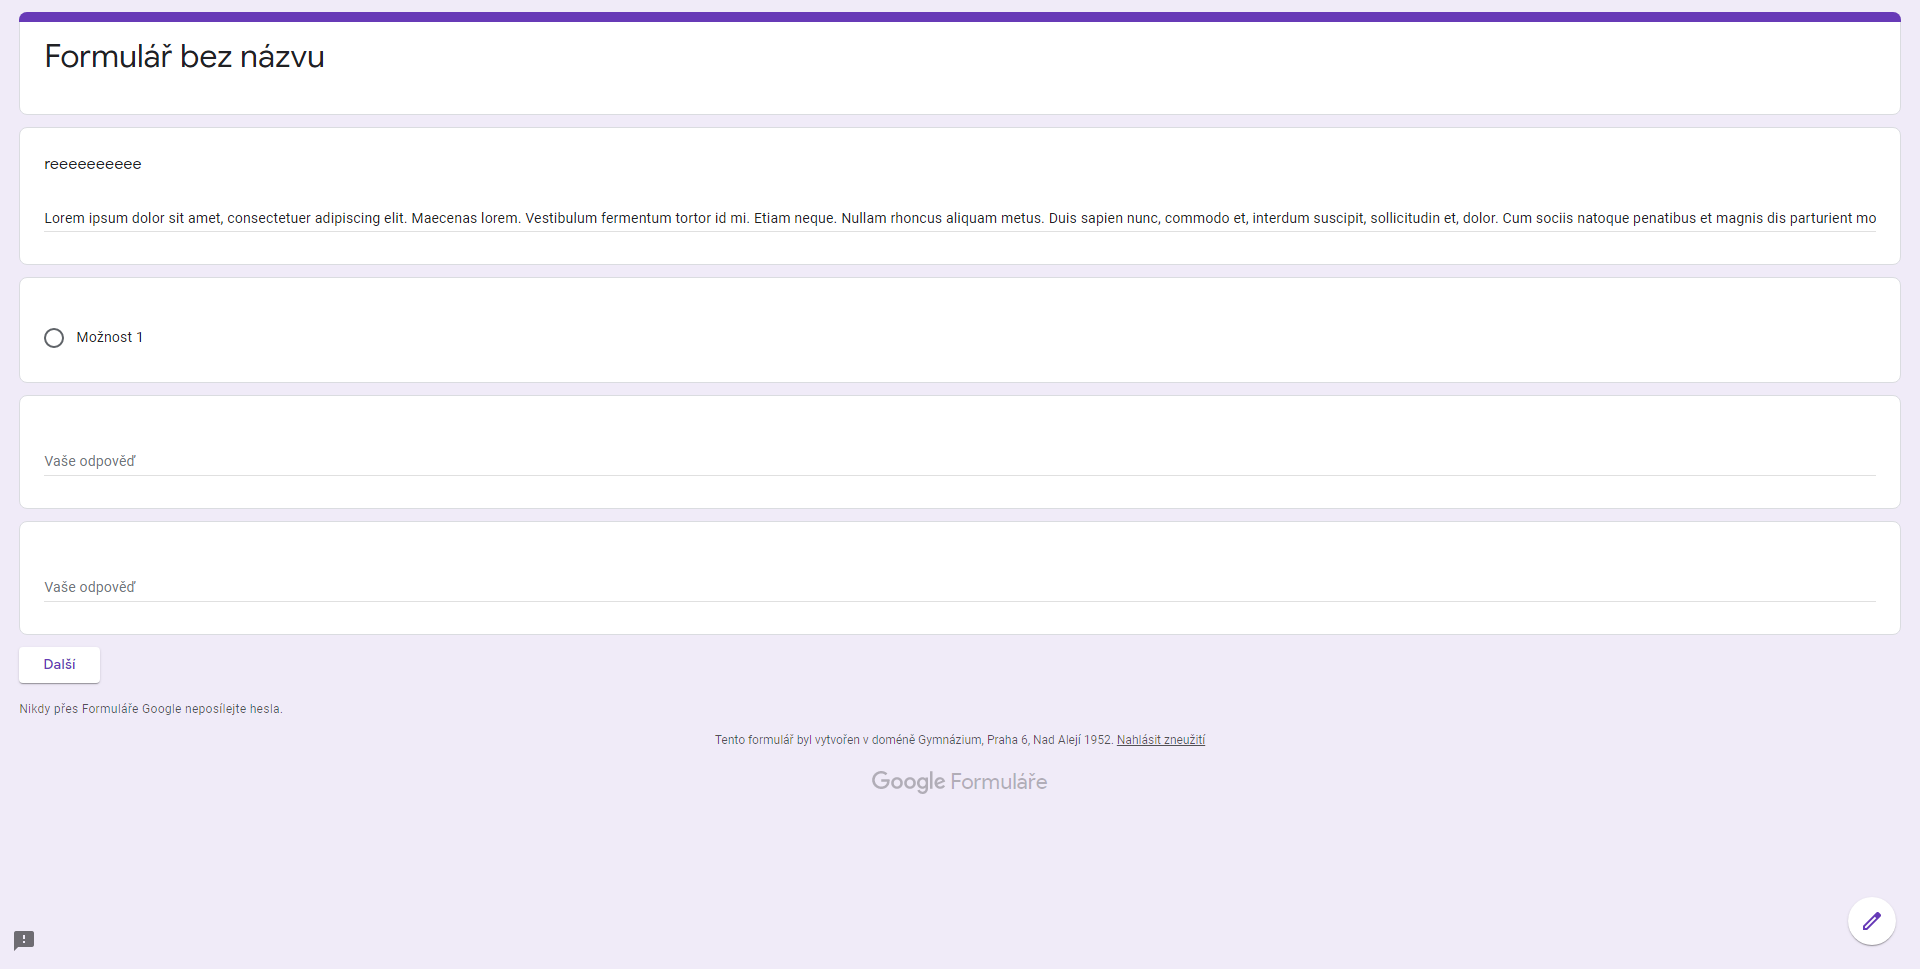 Formulář bez názvu
reeeeeeeeee
Lorem ipsum dolor sit amet, consectetuer adipiscing elit. Maecenas lorem. Vestibulum fermentum tortor id mi. Etiam neque. Nullam rhoncus aliquam metus. Duis sapien nunc, commodo et, interdum suscipit, sollicitudin et, dolor. Cum sociis natoque penatibus et magnis dis parturient mo
Možnost 1
Vaše odpověď
Vaše odpověď
Další
Nikdy přes Formuláře Google neposílejte hesla.
Tento formulář byl vytvořen v doméně Gymnázium, Praha 6, Nad Alejí 1952. Nahlásit zneužití
Google Formuláře